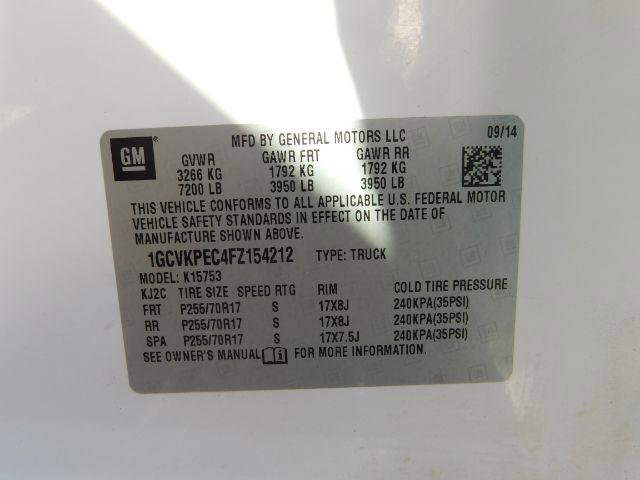 MFD BY GENERAL MOTORS LLC 09/14
GM
GVWR GAWR FRT GAWR RR
3266 KG 1792 KG 1792 KG
7200 LB 3950 LB 3950 LB
THIS VEHICLE CONFORMS TO ALL APPLICABLE U.S. FEDERAL MOTOR
VEHICLE SAFETY STANDARDS IN EFFECT ON THE DATE OF
MANUFACTURE SHOWN ABOVE.
1GCVKPEC4FZ154212 TYPE: TRUCK
MODEL: K15753
KJ2C TIRE SIZE SPEED RTG RIM COLD TIRE PRESSURE
FRT P255/70R17 S 17X8J 240KPA(35PSI)
RR P255/70R17 S 17X8J 240KPA(35PSI)
SPA P255/70R17 S 17X7.5J 240KPA(35PSI)
SEE OWNER'S MANUAL FOR MORE INFORMATION.